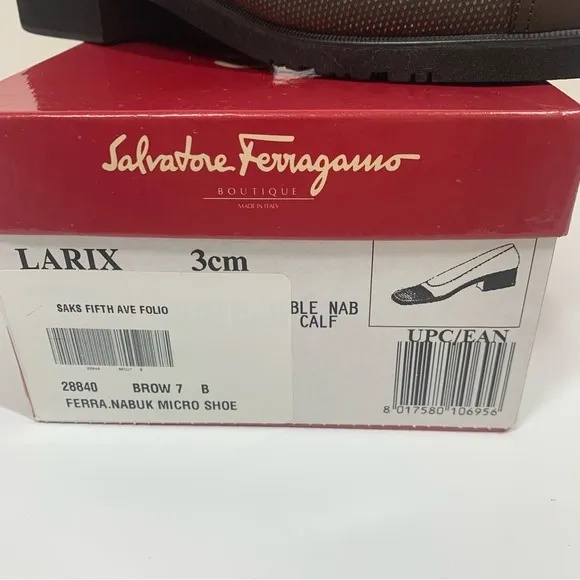 Salvatore Ferragamo
BOUTIQUE
MADE IN ITALY
LARIX 3cm
SAKS FIFTH AVE FOLIO
BLE NAB
CALF
UPC/EAN
28840 BROW 7 B
FERRA.NABUK MICRO SHOE
8 017580 106956